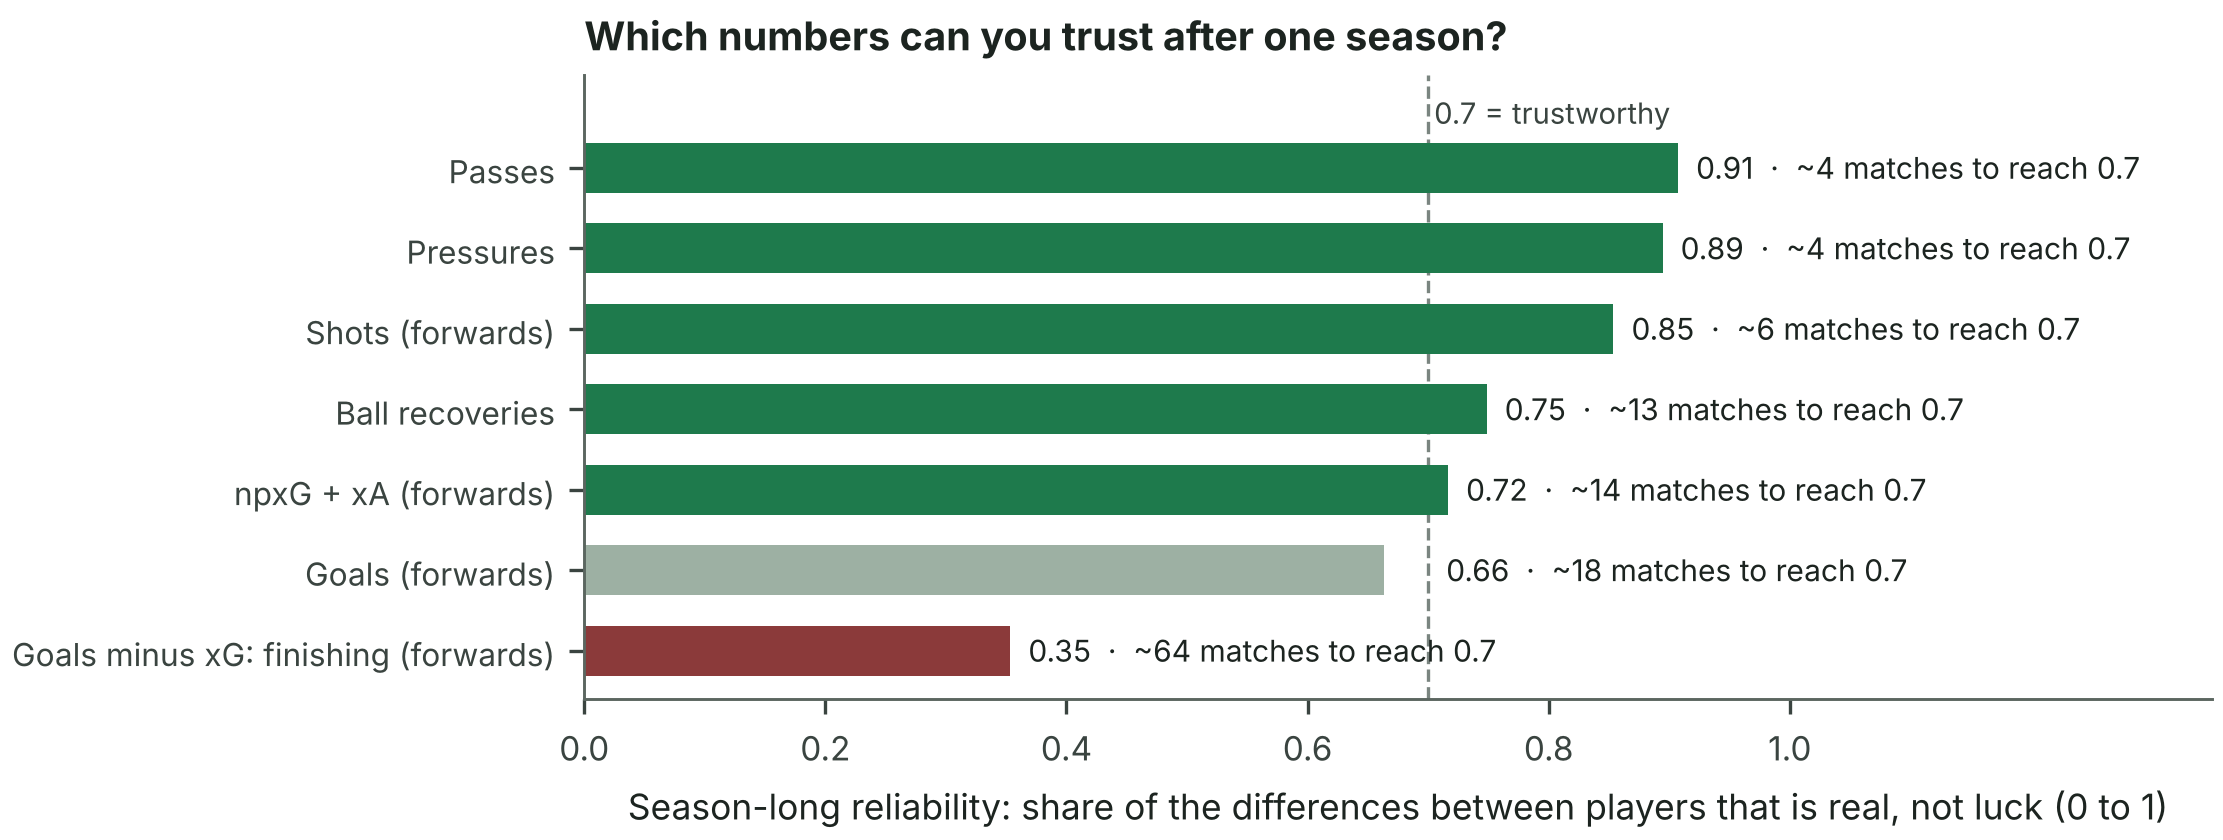 Which numbers can you trust after one season?
0.7 = trustworthy
Passes
0.91 · ~4 matches to reach 0.7
Pressures
0.89 · ~4 matches to reach 0.7
Shots (forwards)
0.85 · ~6 matches to reach 0.7
Ball recoveries
0.75 · ~13 matches to reach 0.7
npxG + xA (forwards)
0.72 · ~14 matches to reach 0.7
Goals (forwards)
0.66 · ~18 matches to reach 0.7
Goals minus xG: finishing (forwards)
0.35 · ~64 matches to reach 0.7
0.0 0.2 0.4 0.6 0.8 1.0
Season-long reliability: share of the differences between players that is real, not luck (0 to 1)